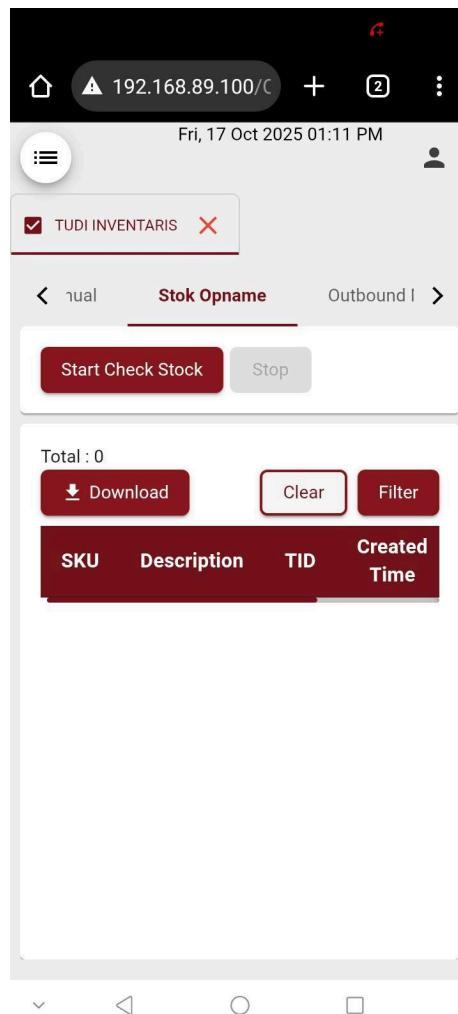 192.168.89.100/C
2
Fri, 17 Oct 2025 01:11 PM
TUDI INVENTARIS
nual Stok Opname Outbound
Start Check Stock Stop
Total : 0
Download Clear Filter
SKU Description TID Created Time